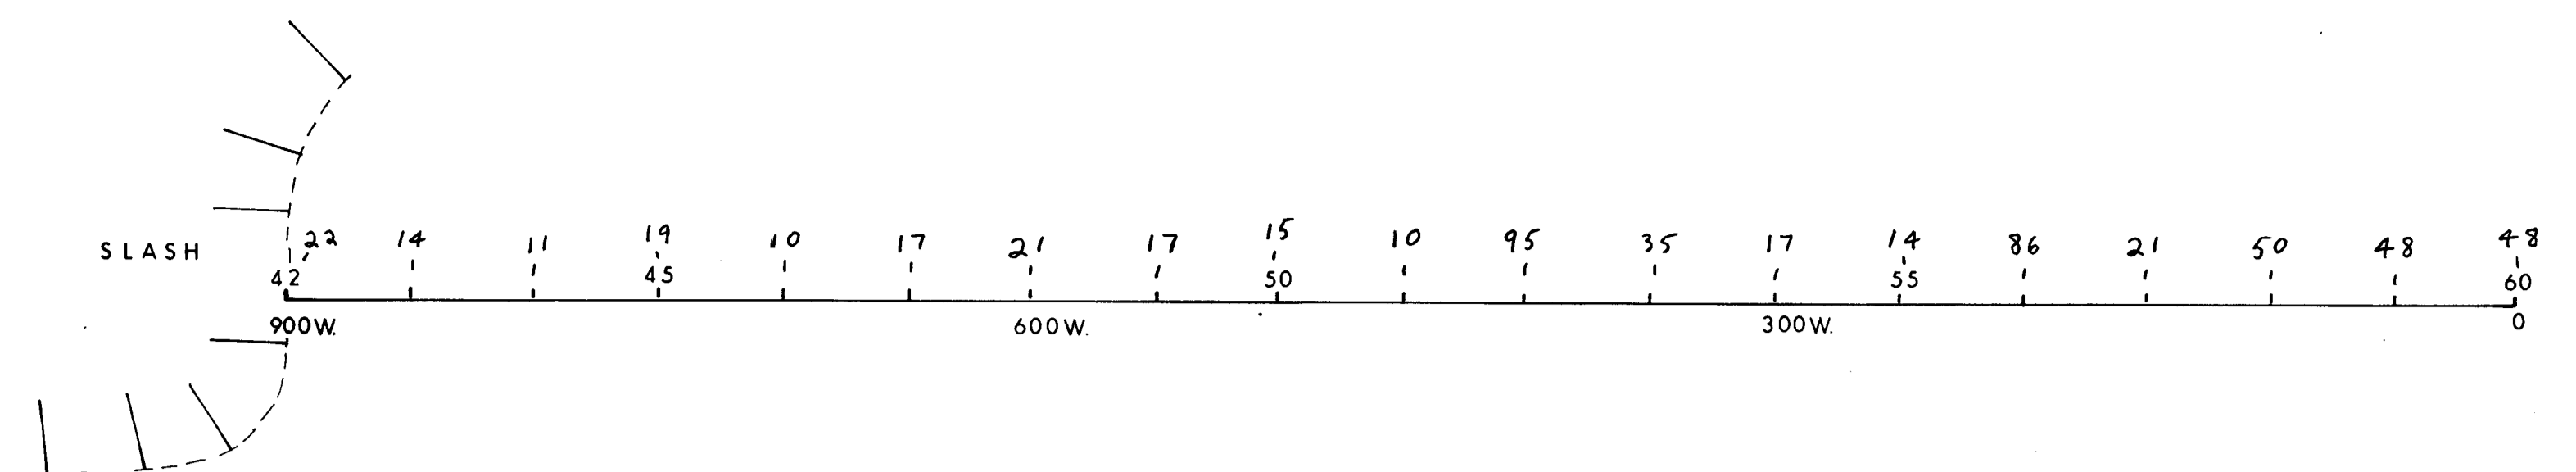 22 14 11 19 10 17 21 17 15 10 95 35 17 14 86 21 50 48 48
SLASH
42 45 50 55 60
900W. 600W. 300W. 0